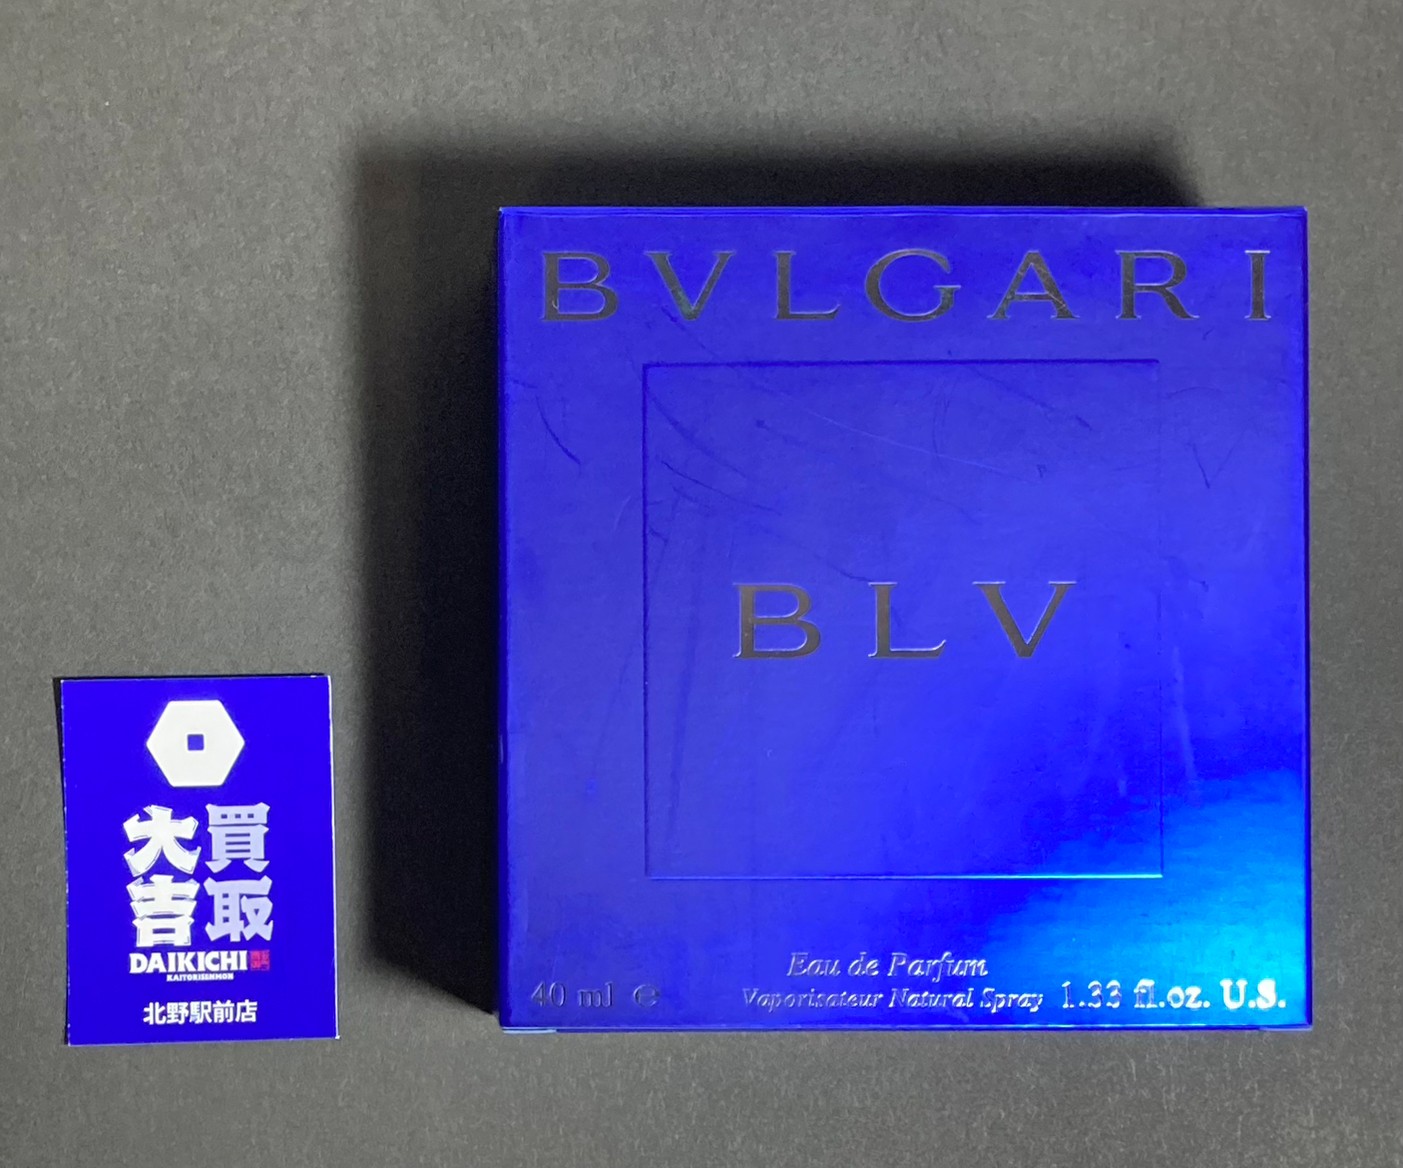 BVLGARI
BLV
Eau de Parfum
40 ml e Vaporisateur Natural Spray 1.33 fl.oz. U.S.
買取
大吉
DAIKICHI
KAITORISENMON
北野駅前店